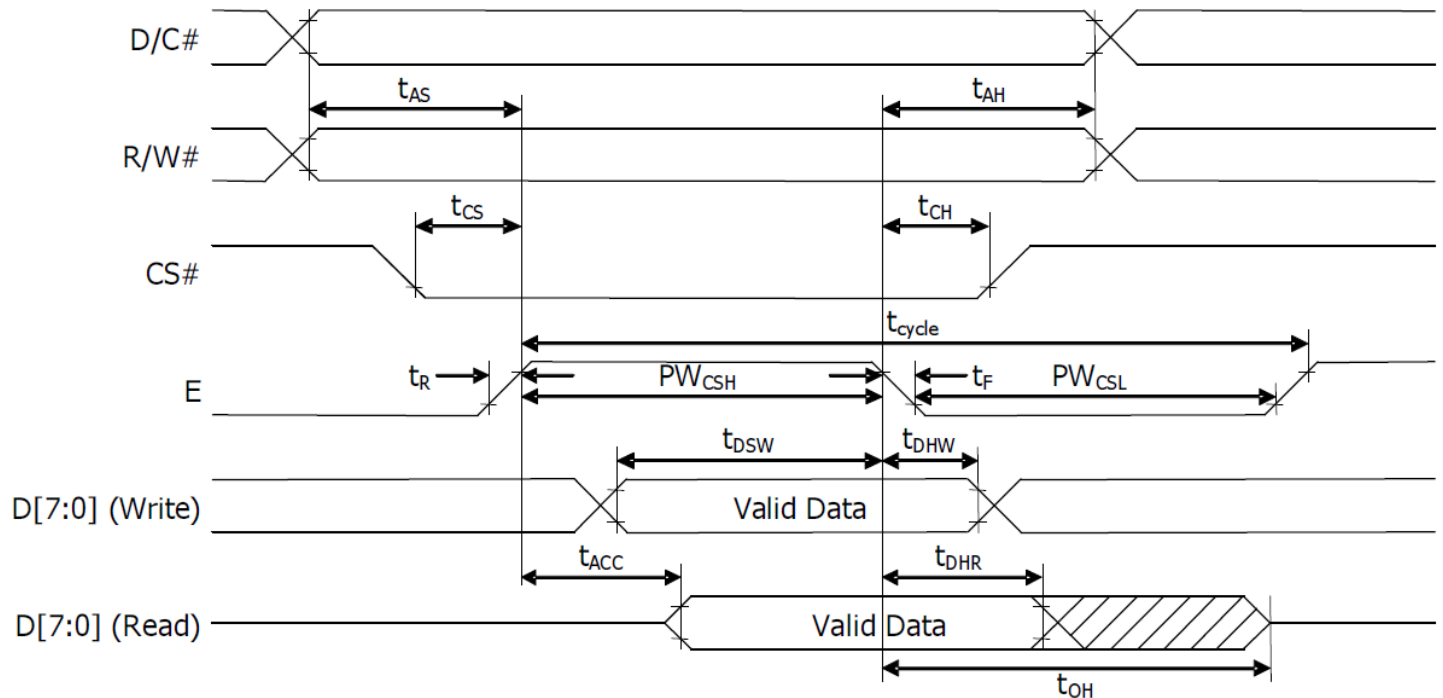 D/C#
tAS
tAH
R/W#
tCS
tCH
CS#
tcycle
E
tR
PWCSH
tF
PWCSL
tDSW
tDHW
D[7:0] (Write)
Valid Data
tACC
tDHR
D[7:0] (Read)
Valid Data
tOH